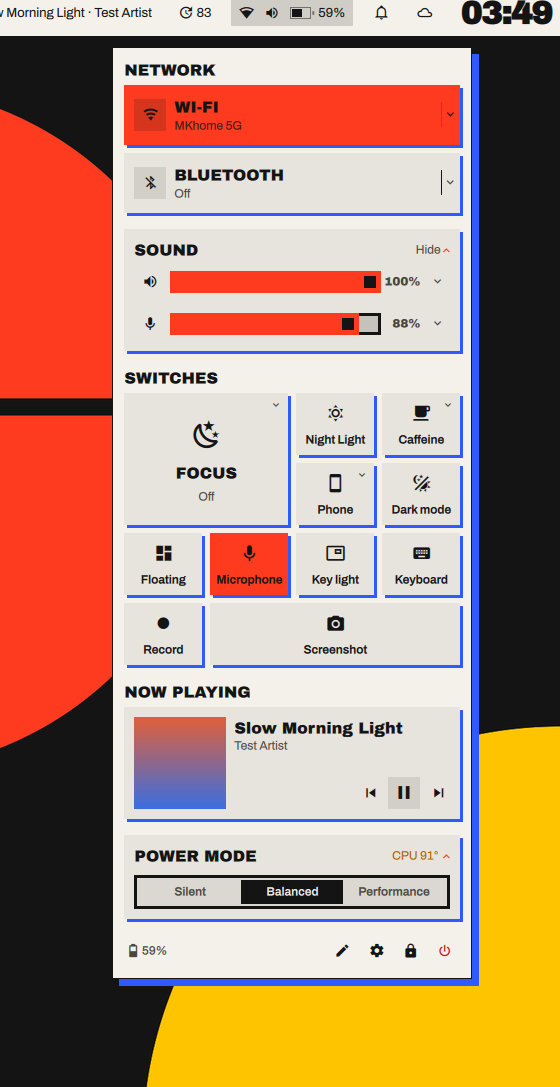 Morning Light · Test Artist
83
59%
03:49
NETWORK
WI-FI
MKhome 5G
BLUETOOTH
Off
SOUND
Hide
100%
88%
SWITCHES
FOCUS
Off
Night Light
Caffeine
Phone
Dark mode
Floating
Microphone
Key light
Keyboard
Record
Screenshot
NOW PLAYING
Slow Morning Light
Test Artist
POWER MODE
CPU 91°
Silent
Balanced
Performance
59%